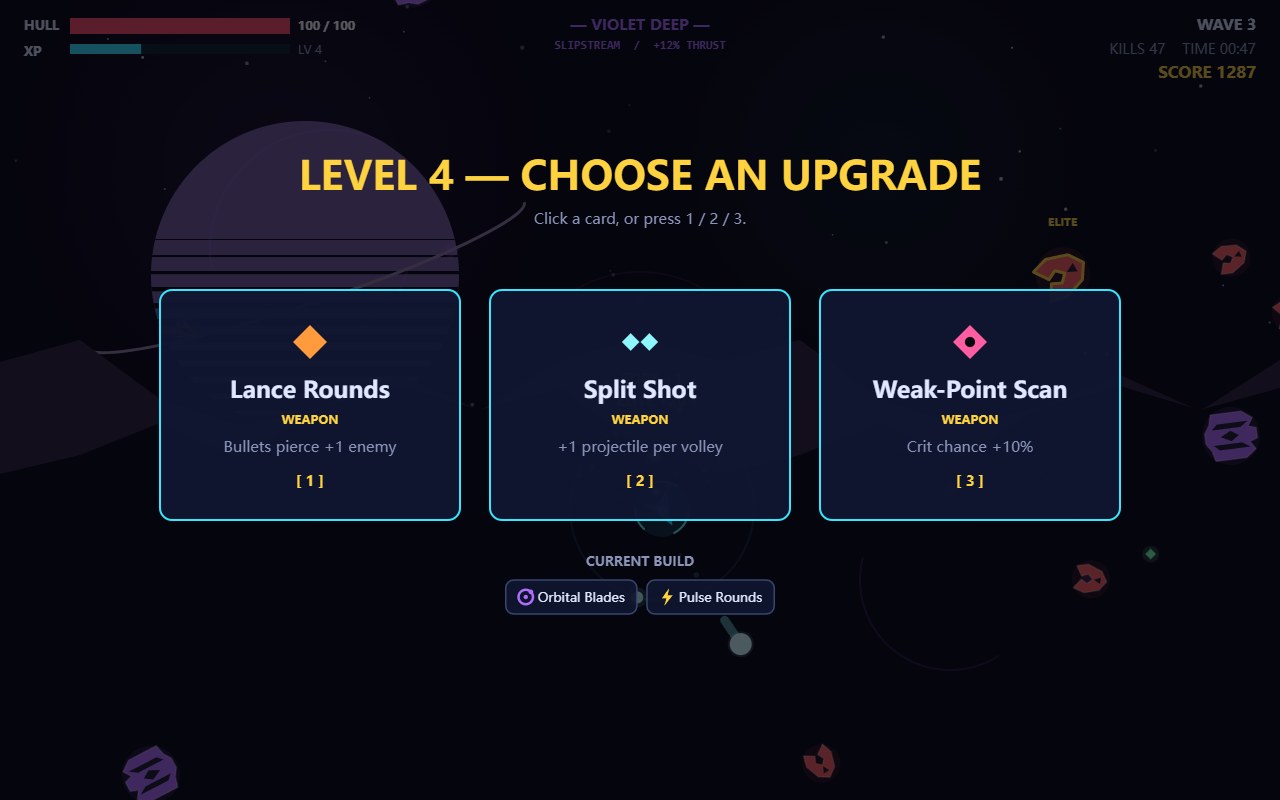 HULL 100 / 100
XP LV 4
— VIOLET DEEP —
SLIPSTREAM / +12% THRUST
WAVE 3
KILLS 47 TIME 00:47
SCORE 1287
LEVEL 4 — CHOOSE AN UPGRADE
Click a card, or press 1 / 2 / 3.
ELITE
Lance Rounds
WEAPON
Bullets pierce +1 enemy
[ 1 ]
Split Shot
WEAPON
+1 projectile per volley
[ 2 ]
Weak-Point Scan
WEAPON
Crit chance +10%
[ 3 ]
CURRENT BUILD
Orbital Blades Pulse Rounds